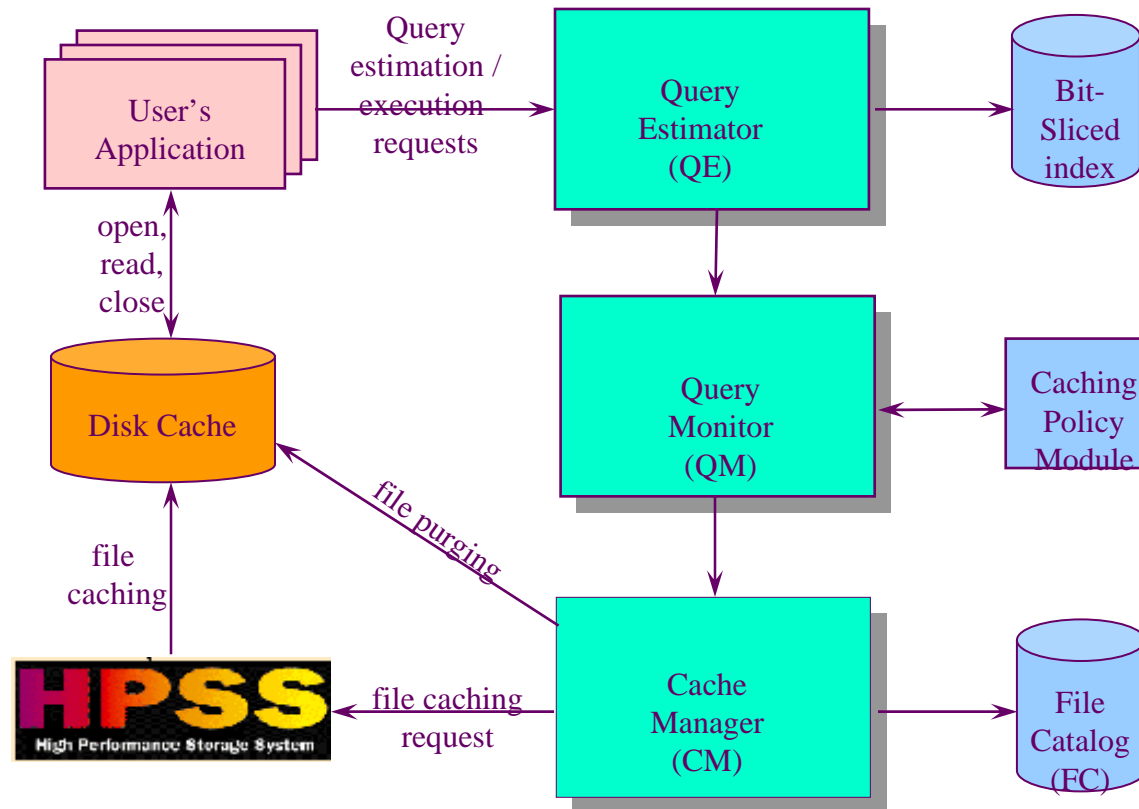 User’s
Application
Query
estimation /
execution
requests
Query
Estimator
(QE)
Bit-
Sliced
index
open,
read,
close
Disk Cache
Query
Monitor
(QM)
Caching
Policy
Module
file purging
file
caching
HPSS
High Performance Storage System
file caching
request
Cache
Manager
(CM)
File
Catalog
(FC)